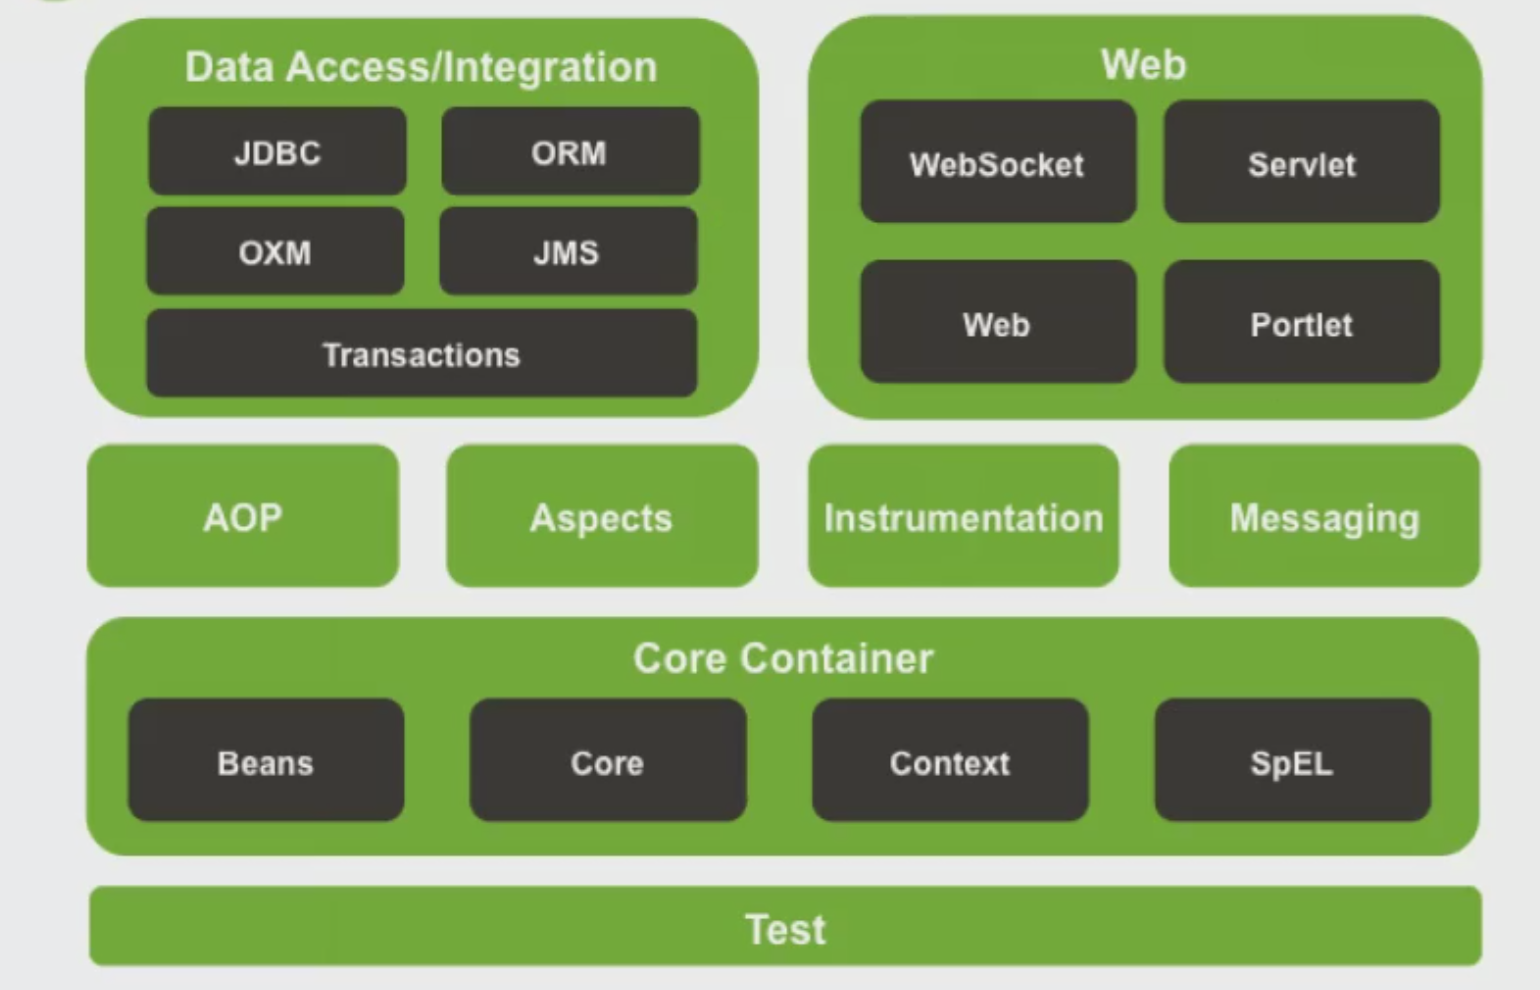 Data Access/Integration
JDBC
ORM
OXM
JMS
Transactions
Web
WebSocket
Servlet
Web
Portlet
AOP
Aspects
Instrumentation
Messaging
Core Container
Beans
Core
Context
SpEL
Test